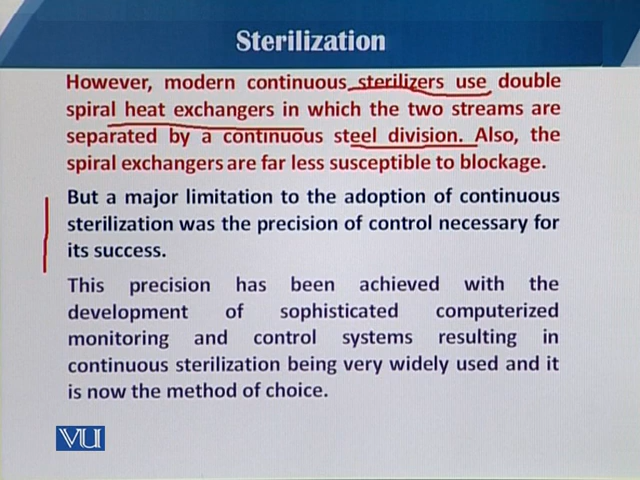 Sterilization
However, modern continuous sterilizers use double
spiral heat exchangers in which the two streams are
separated by a continuous steel division. Also, the
spiral exchangers are far less susceptible to blockage.
But a major limitation to the adoption of continuous
sterilization was the precision of control necessary for
its success.
This precision has been achieved with the
development of sophisticated computerized
monitoring and control systems resulting in
continuous sterilization being very widely used and it
is now the method of choice.
VU